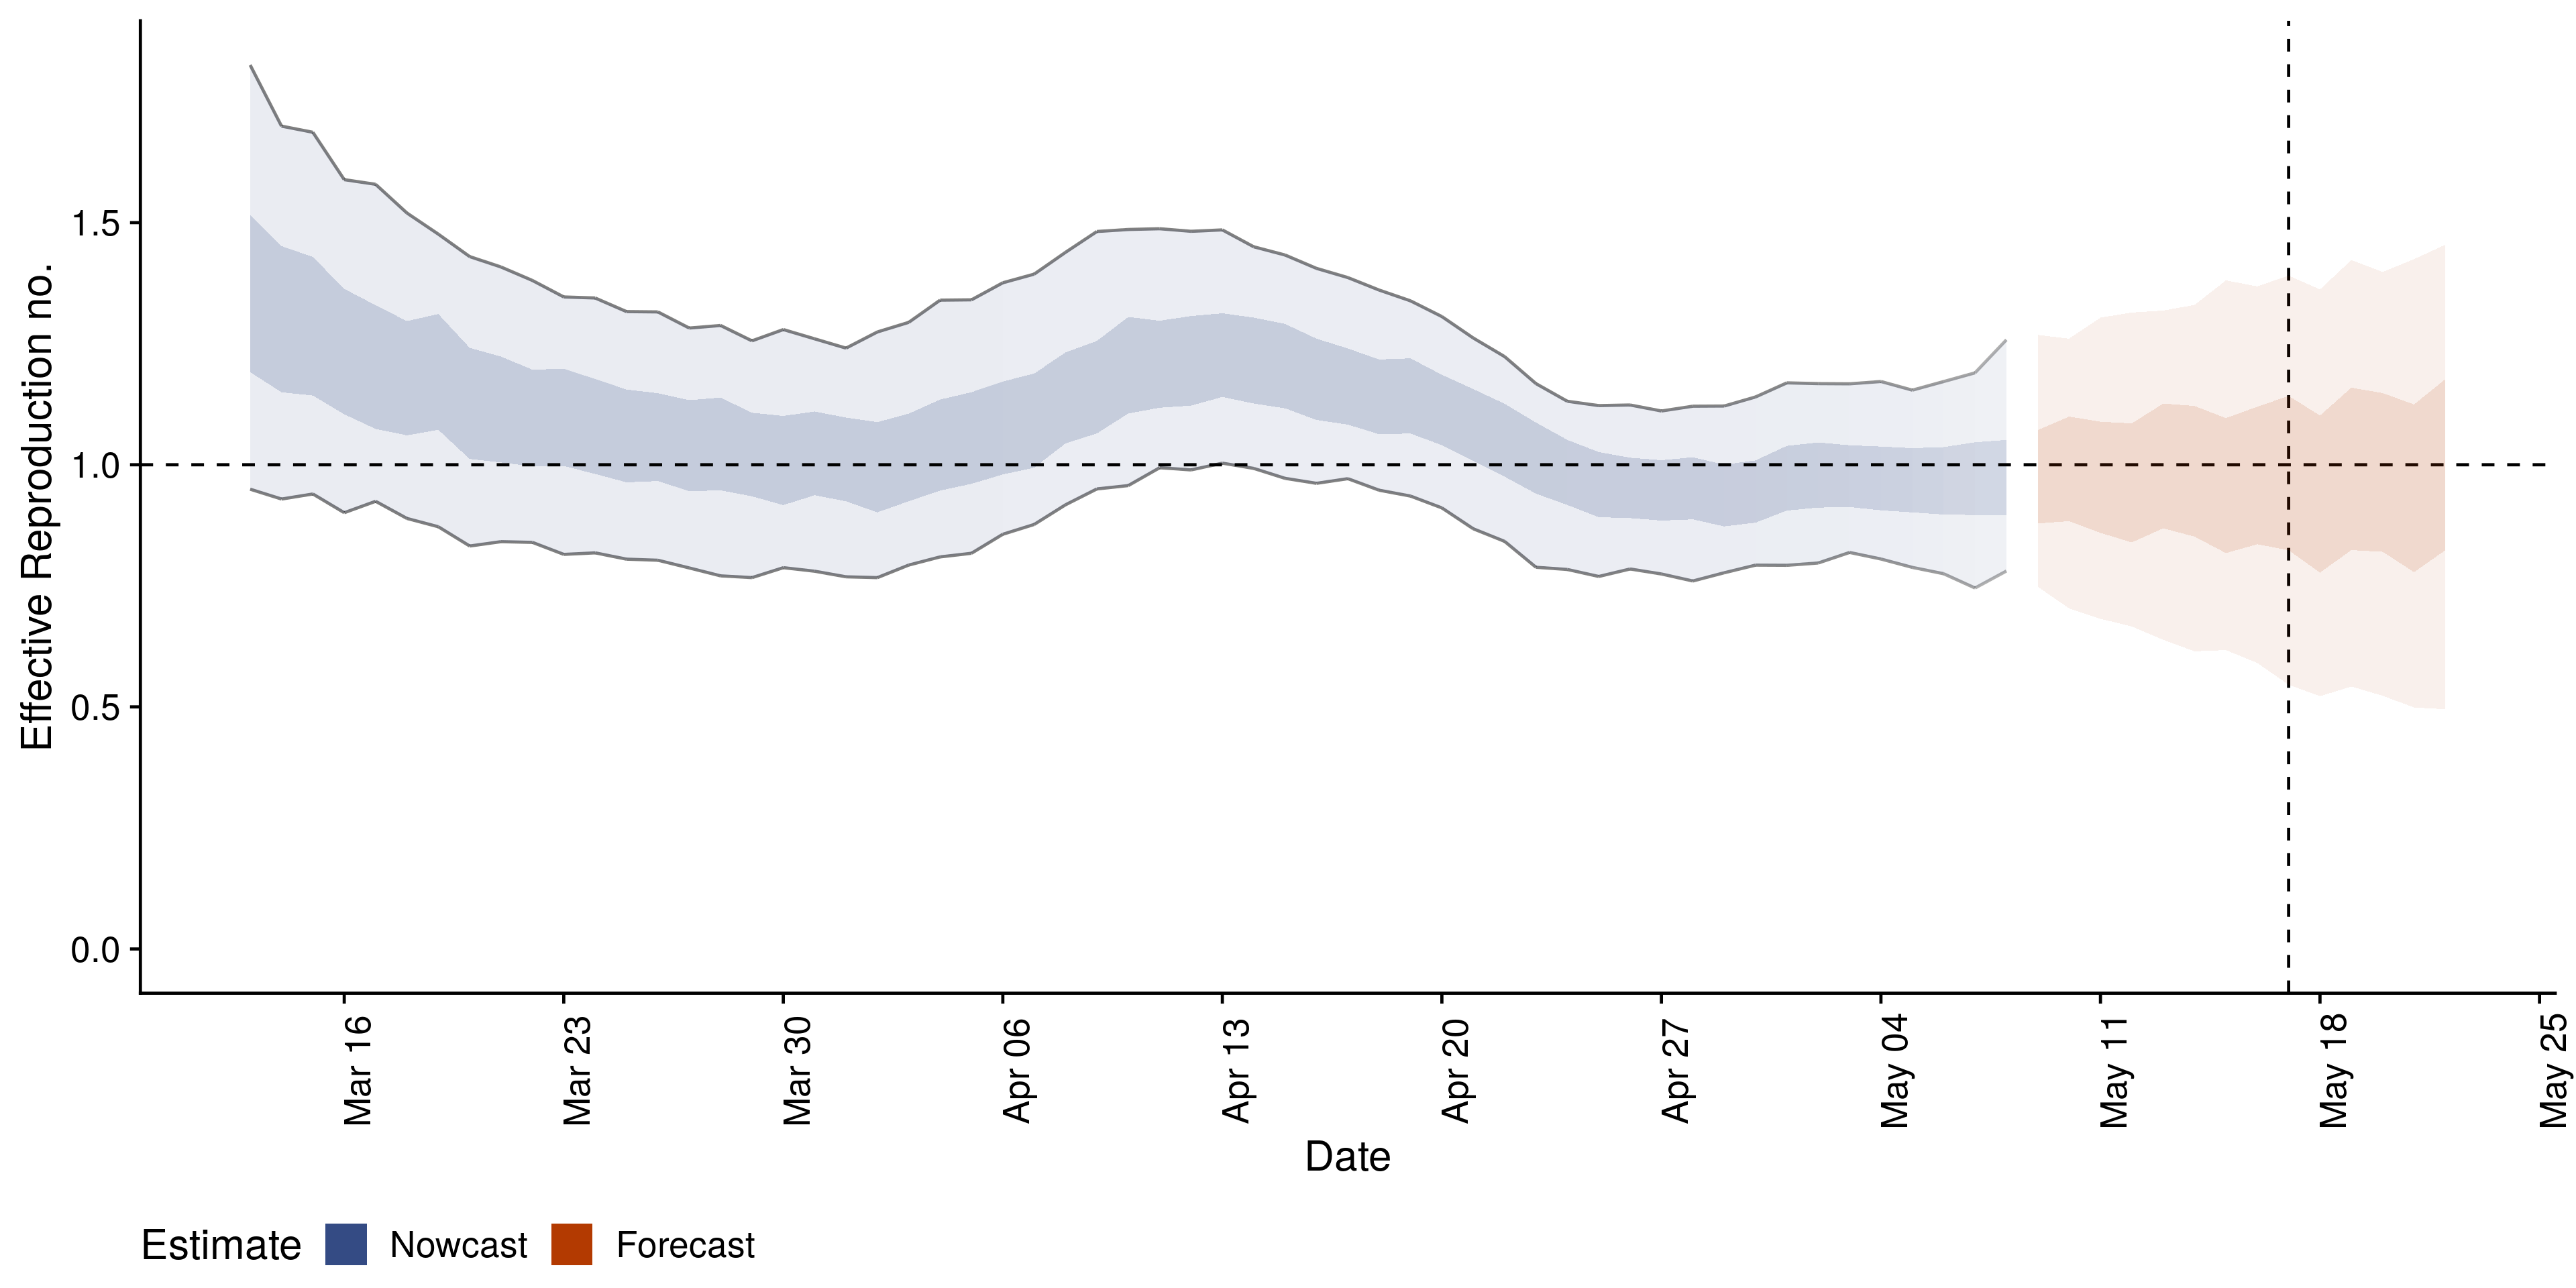 Effective Reproduction no.
1.5
1.0
0.5
0.0
Mar 16
Mar 23
Mar 30
Apr 06
Apr 13
Apr 20
Apr 27
May 04
May 11
May 18
May 25
Date
Estimate Nowcast Forecast